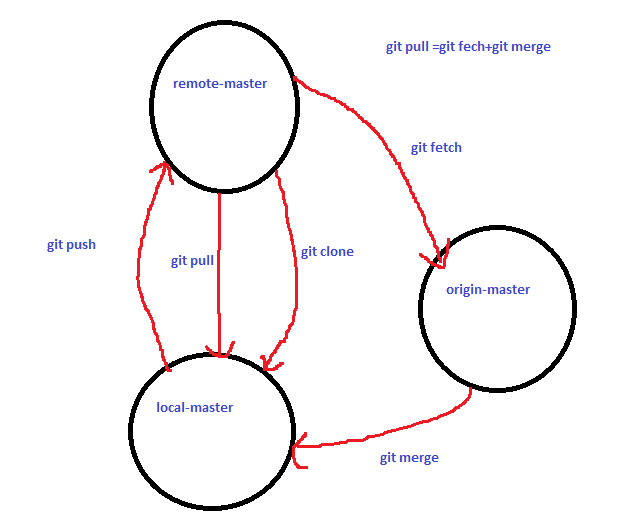 git pull =git fech+git merge
remote-master
git fetch
git push
git pull
git clone
origin-master
local-master
git merge